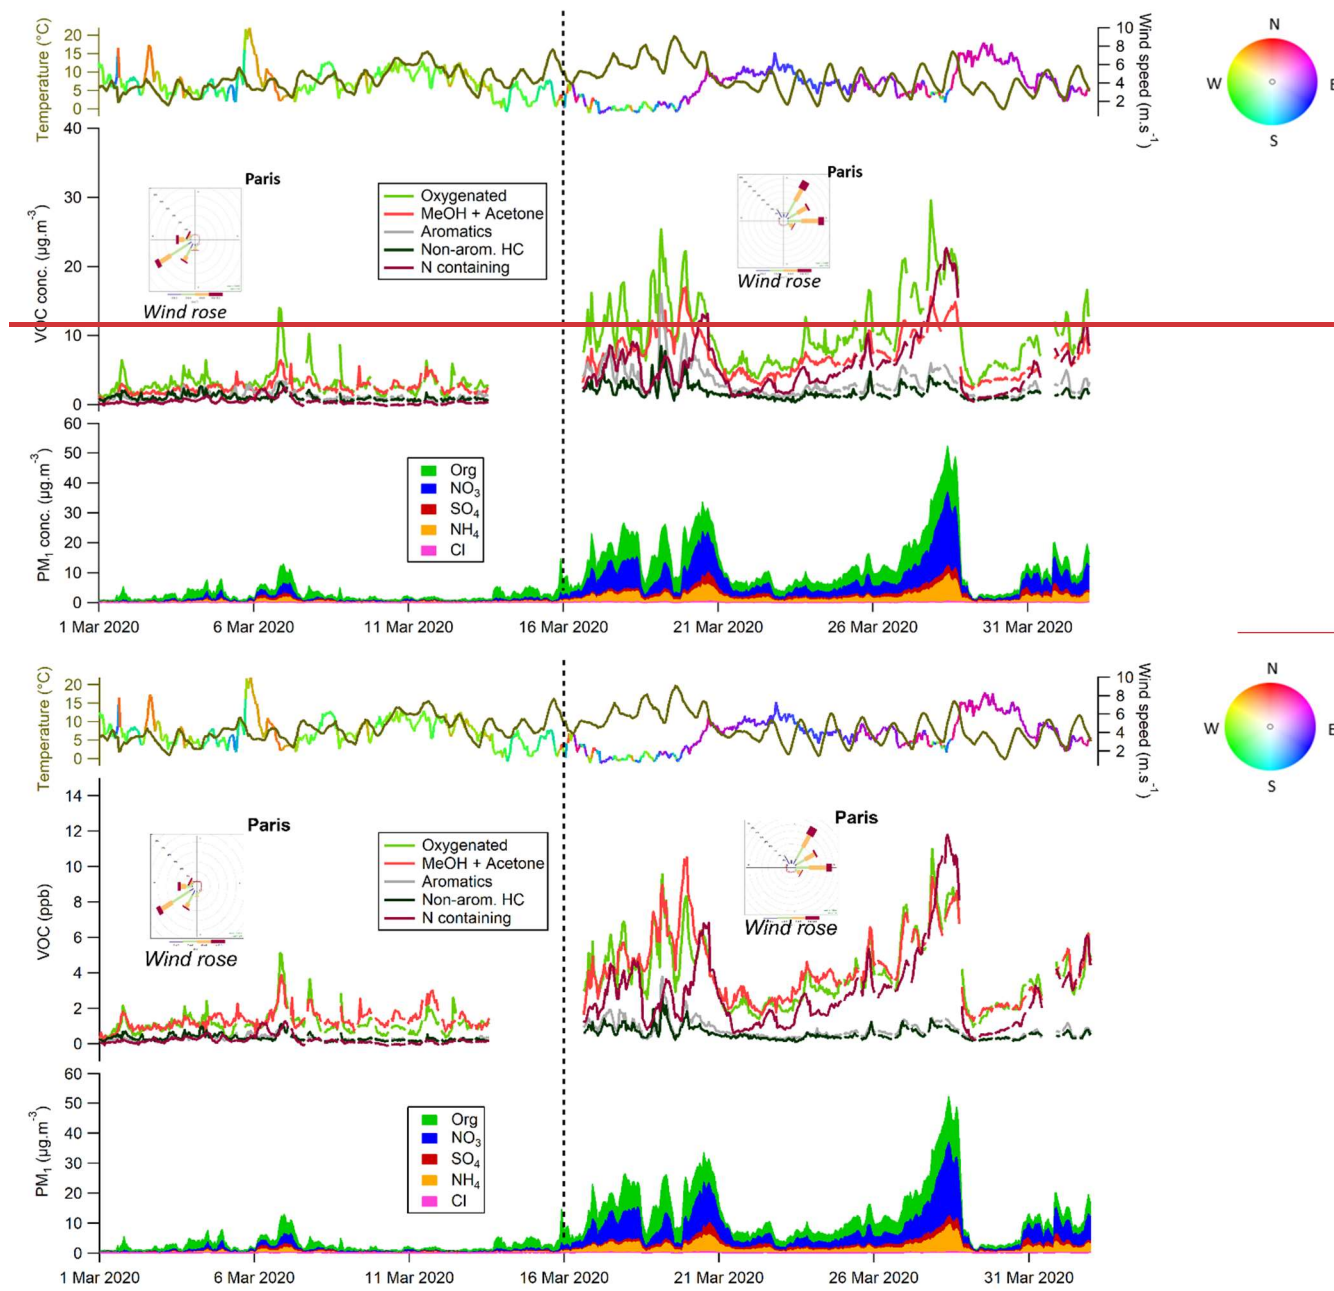 Temperature (°C)
20
15
10
5
0
10
8
6
4
2
Wind speed (m.s⁻¹)
N
W
E
S
VOC conc. (µg.m⁻³)
40
30
20
10
0
Paris
Wind rose
Oxygenated
MeOH + Acetone
Aromatics
Non-arom. HC
N containing
Paris
Wind rose
PM₁ conc. (µg.m⁻³)
60
50
40
30
20
10
0
Org
NO₃
SO₄
NH₄
Cl
1 Mar 2020
6 Mar 2020
11 Mar 2020
16 Mar 2020
21 Mar 2020
26 Mar 2020
31 Mar 2020
Temperature (°C)
20
15
10
5
0
10
8
6
4
2
Wind speed (m.s⁻¹)
N
W
E
S
VOC (ppb)
14
12
10
8
6
4
2
0
Paris
Wind rose
Oxygenated
MeOH + Acetone
Aromatics
Non-arom. HC
N containing
Paris
Wind rose
PM₁ (µg.m⁻³)
60
50
40
30
20
10
0
Org
NO₃
SO₄
NH₄
Cl
1 Mar 2020
6 Mar 2020
11 Mar 2020
16 Mar 2020
21 Mar 2020
26 Mar 2020
31 Mar 2020